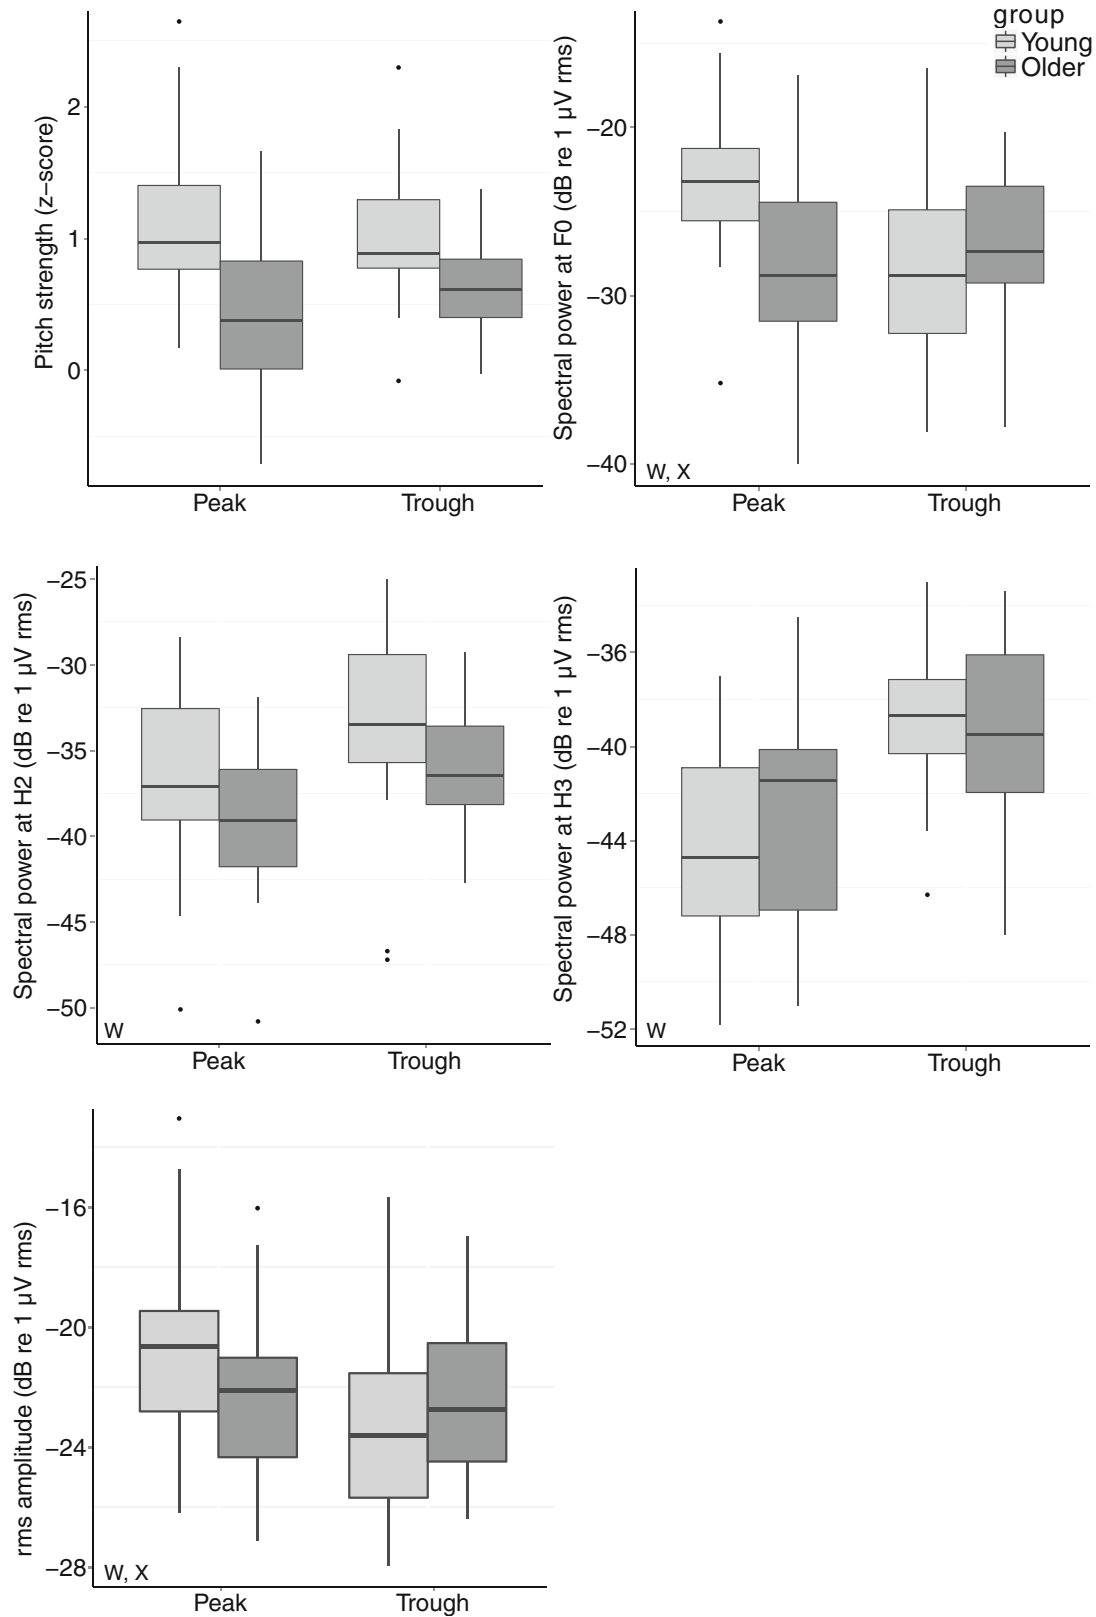 group
Young
Older
Pitch strength (z−score)
2
1
0
Peak
Trough
Spectral power at F0 (dB re 1 µV rms)
−20
−30
−40
W, X
Peak
Trough
Spectral power at H2 (dB re 1 µV rms)
−25
−30
−35
−40
−45
−50
W
Peak
Trough
Spectral power at H3 (dB re 1 µV rms)
−36
−40
−44
−48
−52
W
Peak
Trough
rms amplitude (dB re 1 µV rms)
−16
−20
−24
−28
W, X
Peak
Trough